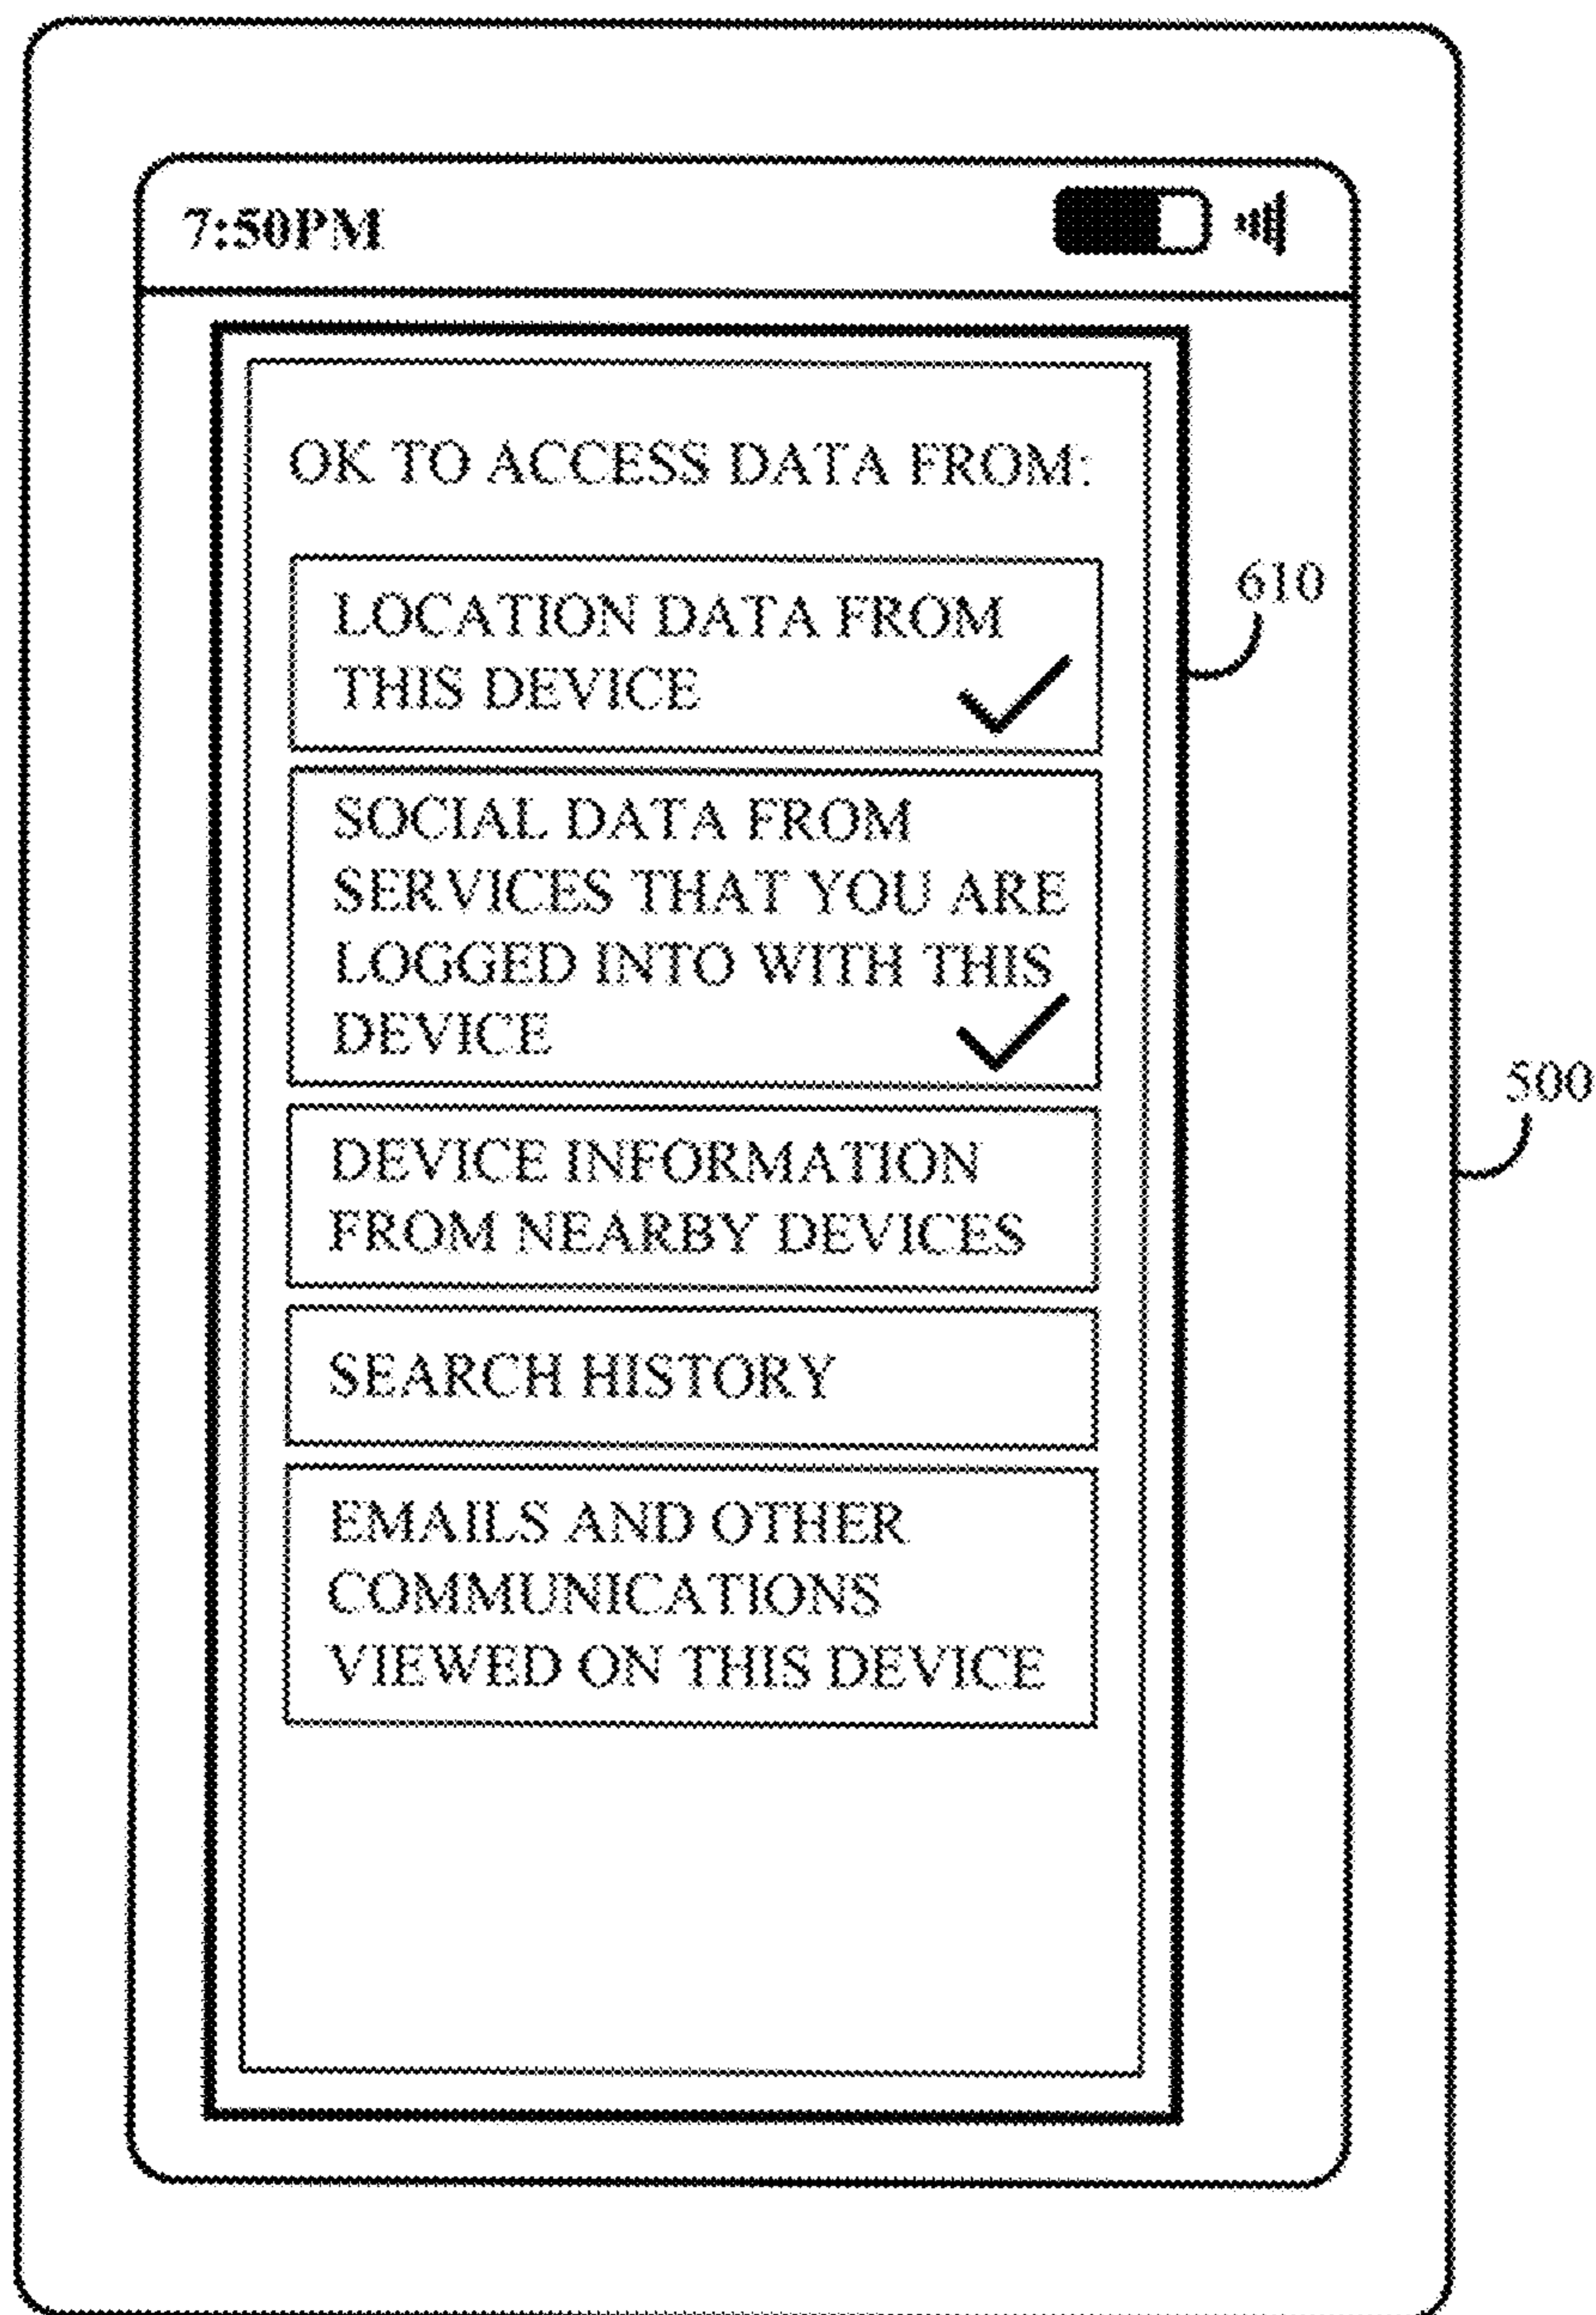 7:50PM
OK TO ACCESS DATA FROM:
LOCATION DATA FROM
THIS DEVICE
610
SOCIAL DATA FROM
SERVICES THAT YOU ARE
LOGGED INTO WITH THIS
DEVICE
500
DEVICE INFORMATION
FROM NEARBY DEVICES
SEARCH HISTORY
EMAILS AND OTHER
COMMUNICATIONS
VIEWED ON THIS DEVICE